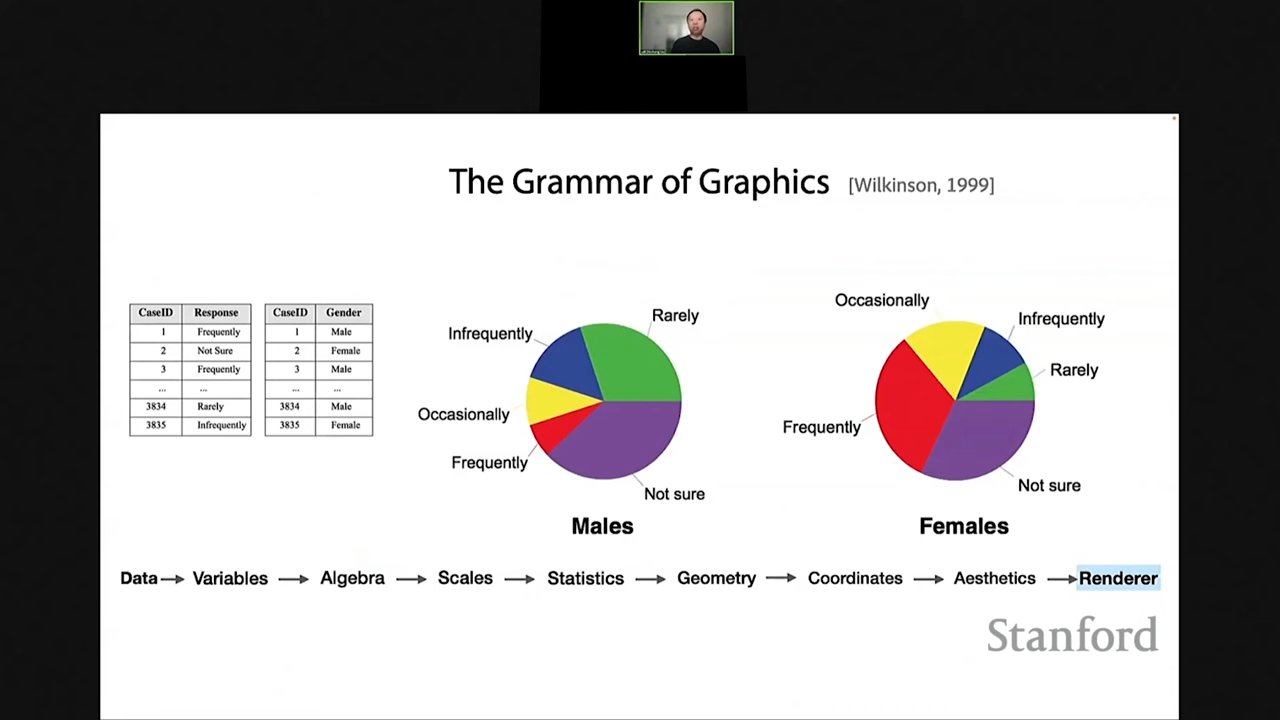 The Grammar of Graphics [Wilkinson, 1999]
CaseID Response
1 Frequently
2 Not Sure
3 Frequently
... ...
3834 Rarely
3835 Infrequently
CaseID Gender
1 Male
2 Female
3 Male
... ...
3834 Male
3835 Female
Rarely
Infrequently
Occasionally
Frequently
Not sure
Males
Occasionally
Infrequently
Rarely
Frequently
Not sure
Females
Data Variables Algebra Scales Statistics Geometry Coordinates Aesthetics Renderer
Stanford